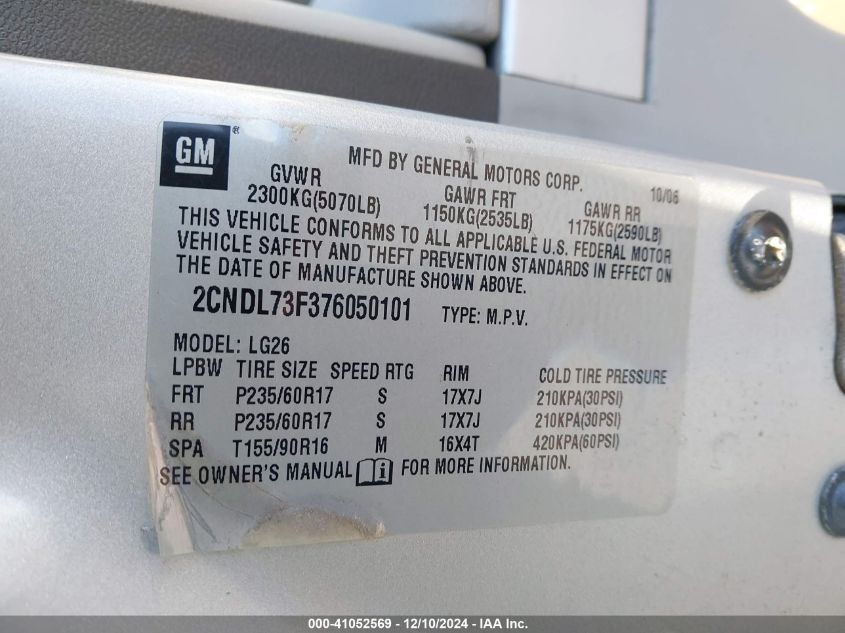 GM ®
MFD BY GENERAL MOTORS CORP. 10/06
GVWR GAWR FRT GAWR RR
2300KG(5070LB) 1150KG(2535LB) 1175KG(2590LB)
THIS VEHICLE CONFORMS TO ALL APPLICABLE U.S. FEDERAL MOTOR
VEHICLE SAFETY AND THEFT PREVENTION STANDARDS IN EFFECT ON
THE DATE OF MANUFACTURE SHOWN ABOVE.
2CNDL73F376050101 TYPE: M.P.V.
MODEL: LG26
LPBW TIRE SIZE SPEED RTG RIM COLD TIRE PRESSURE
FRT P235/60R17 S 17X7J 210KPA(30PSI)
RR P235/60R17 S 17X7J 210KPA(30PSI)
SPA T155/90R16 M 16X4T 420KPA(60PSI)
SEE OWNER'S MANUAL i FOR MORE INFORMATION.
000-41052569 - 12/10/2024 - IAA Inc.